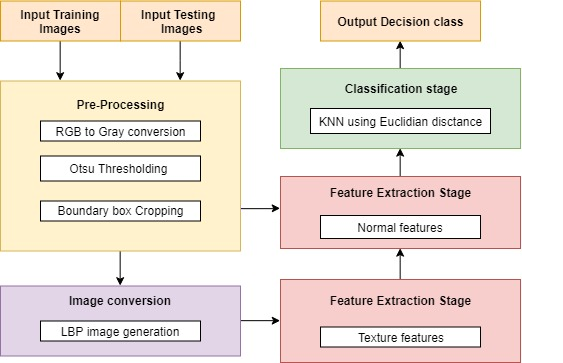 Input Training
Images
Input Testing
Images
Output Decision class
Pre-Processing
RGB to Gray conversion
Otsu Thresholding
Boundary box Cropping
Classification stage
KNN using Euclidian disctance
Feature Extraction Stage
Normal features
Image conversion
LBP image generation
Feature Extraction Stage
Texture features